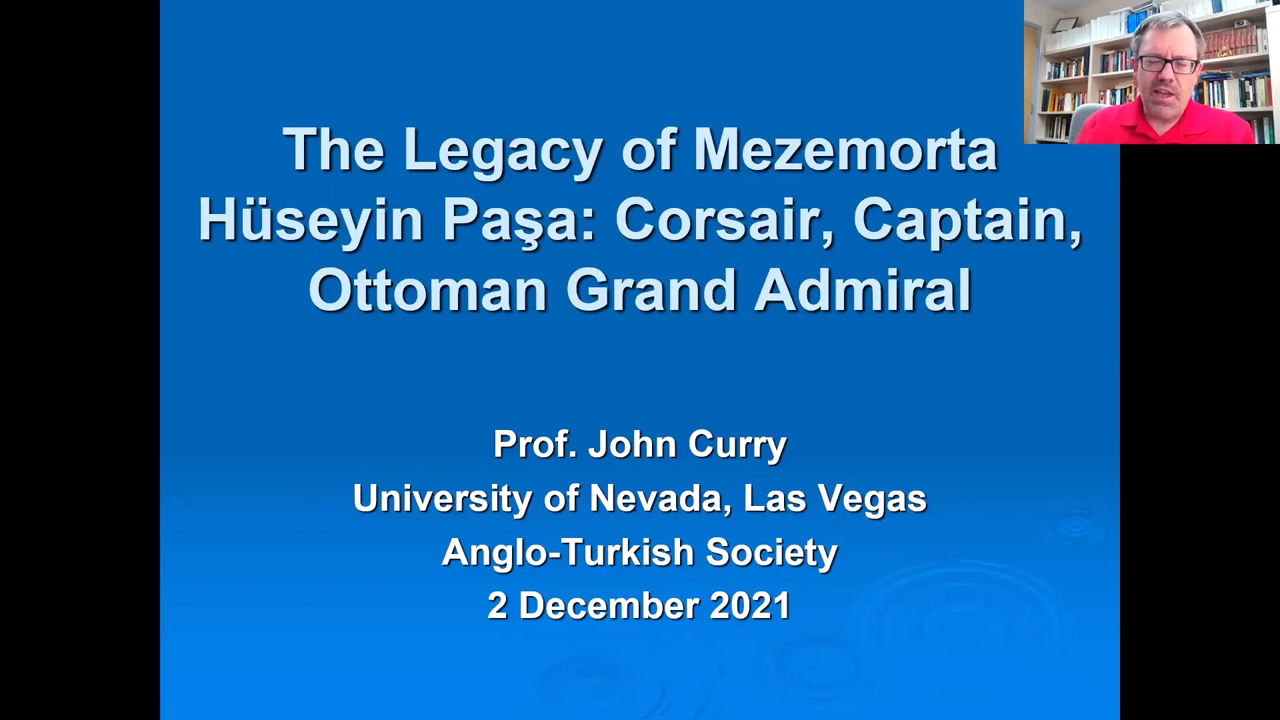 The Legacy of Mezemorta
Hüseyin Paşa: Corsair, Captain,
Ottoman Grand Admiral
Prof. John Curry
University of Nevada, Las Vegas
Anglo-Turkish Society
2 December 2021